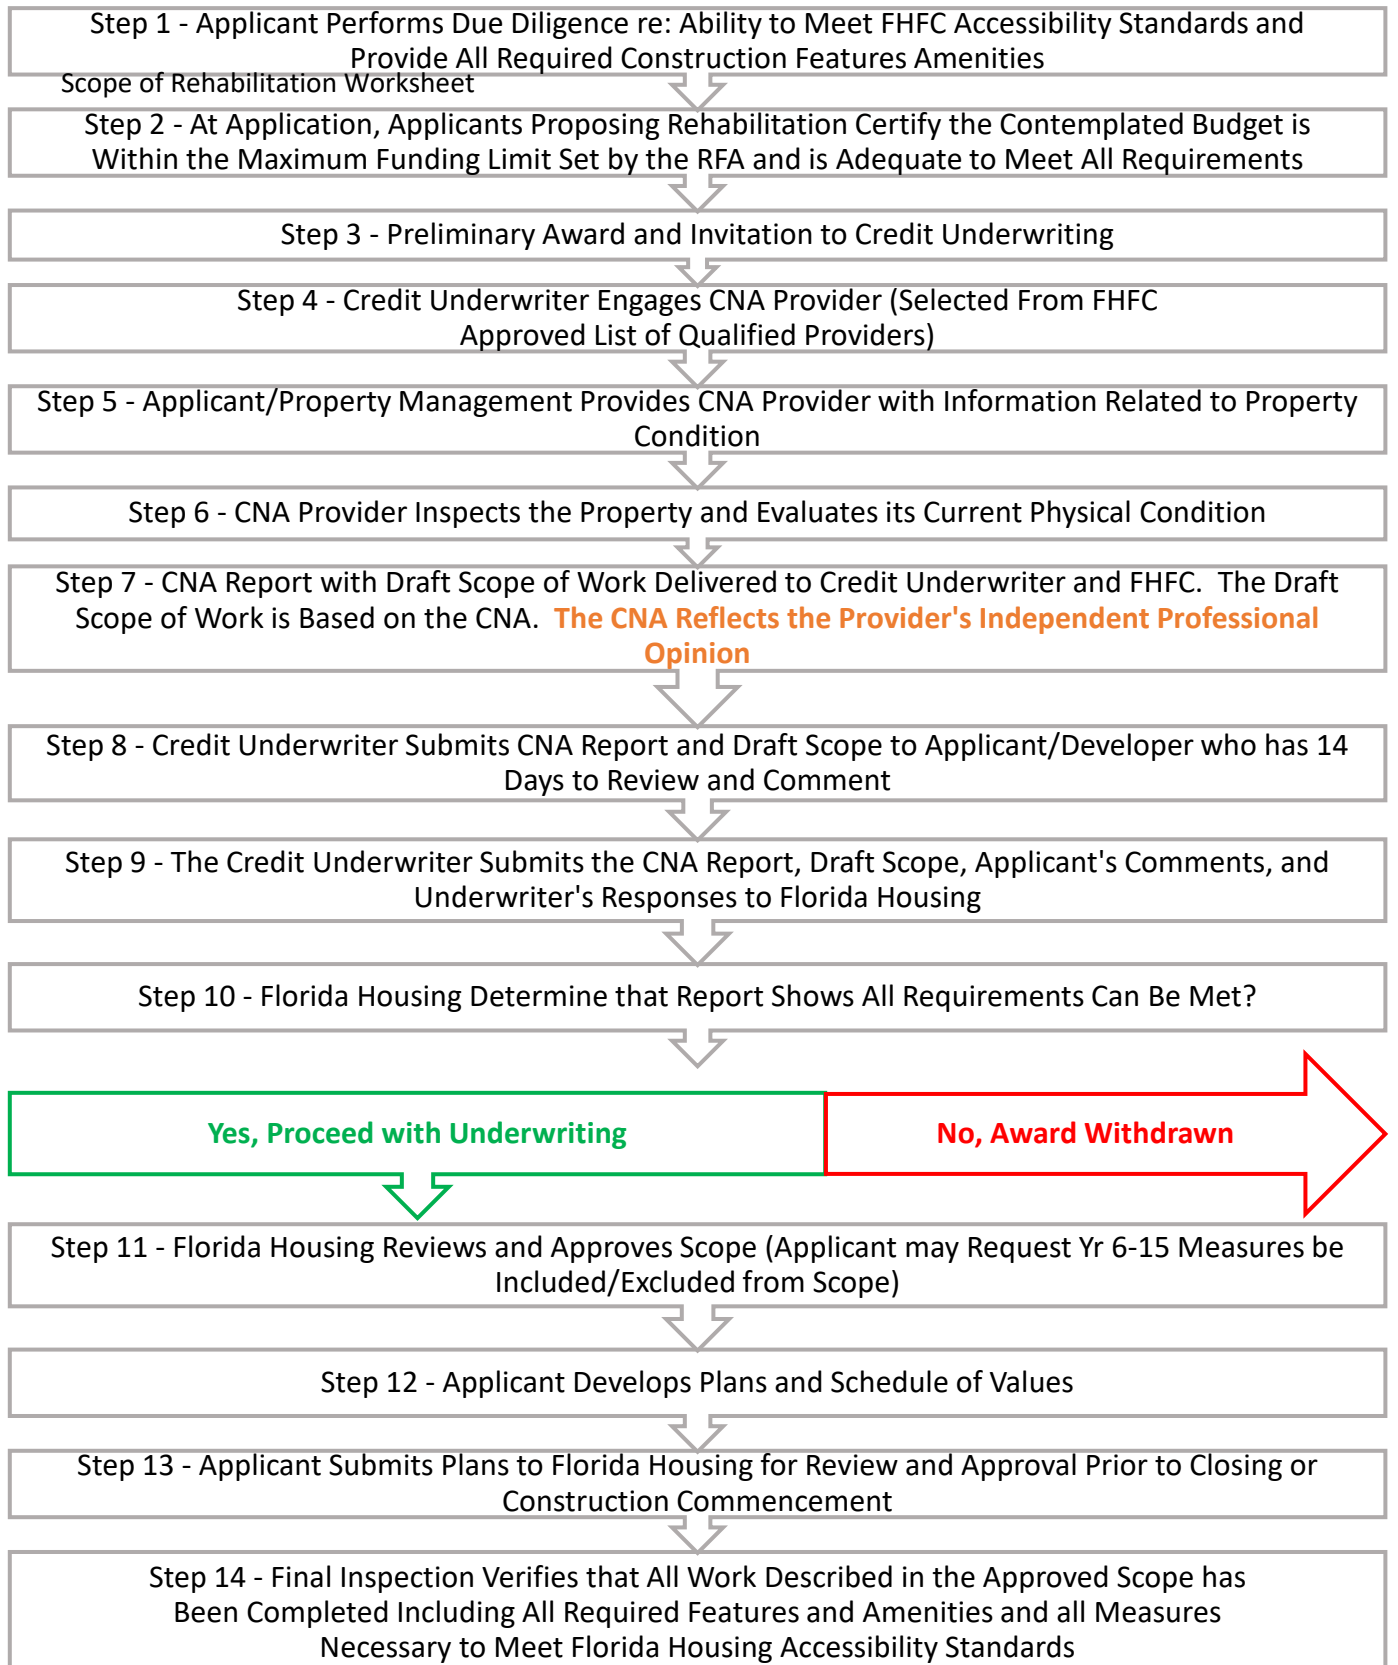 Step 1 - Applicant Performs Due Diligence re: Ability to Meet FHFC Accessibility Standards and
Provide All Required Construction Features Amenities
Scope of Rehabilitation Worksheet
Step 2 - At Application, Applicants Proposing Rehabilitation Certify the Contemplated Budget is
Within the Maximum Funding Limit Set by the RFA and is Adequate to Meet All Requirements
Step 3 - Preliminary Award and Invitation to Credit Underwriting
Step 4 - Credit Underwriter Engages CNA Provider (Selected From FHFC
Approved List of Qualified Providers)
Step 5 - Applicant/Property Management Provides CNA Provider with Information Related to Property
Condition
Step 6 - CNA Provider Inspects the Property and Evaluates its Current Physical Condition
Step 7 - CNA Report with Draft Scope of Work Delivered to Credit Underwriter and FHFC.  The Draft
Scope of Work is Based on the CNA.  The CNA Reflects the Provider's Independent Professional
Opinion
Step 8 - Credit Underwriter Submits CNA Report and Draft Scope to Applicant/Developer who has 14
Days to Review and Comment
Step 9 - The Credit Underwriter Submits the CNA Report, Draft Scope, Applicant's Comments, and
Underwriter's Responses to Florida Housing
Step 10 - Florida Housing Determine that Report Shows All Requirements Can Be Met?
Yes, Proceed with Underwriting
No, Award Withdrawn
Step 11 - Florida Housing Reviews and Approves Scope (Applicant may Request Yr 6-15 Measures be
Included/Excluded from Scope)
Step 12 - Applicant Develops Plans and Schedule of Values
Step 13 - Applicant Submits Plans to Florida Housing for Review and Approval Prior to Closing or
Construction Commencement
Step 14 - Final Inspection Verifies that All Work Described in the Approved Scope has
Been Completed Including All Required Features and Amenities and all Measures
Necessary to Meet Florida Housing Accessibility Standards